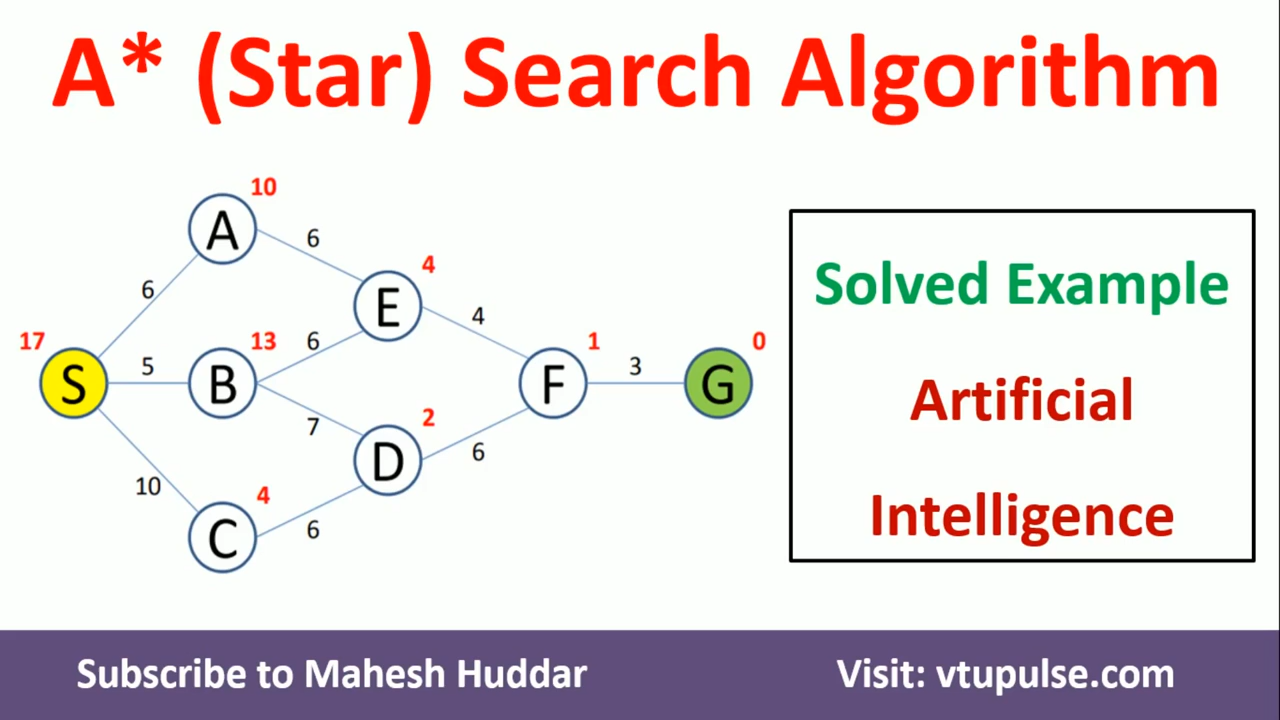 A* (Star) Search Algorithm
10
A
6
4
6
E
4
17
13
6
1
0
S
5
B
F
3
G
7
2
D
6
10
4
C
6
Solved Example
Artificial
Intelligence
Subscribe to Mahesh Huddar
Visit: vtupulse.com